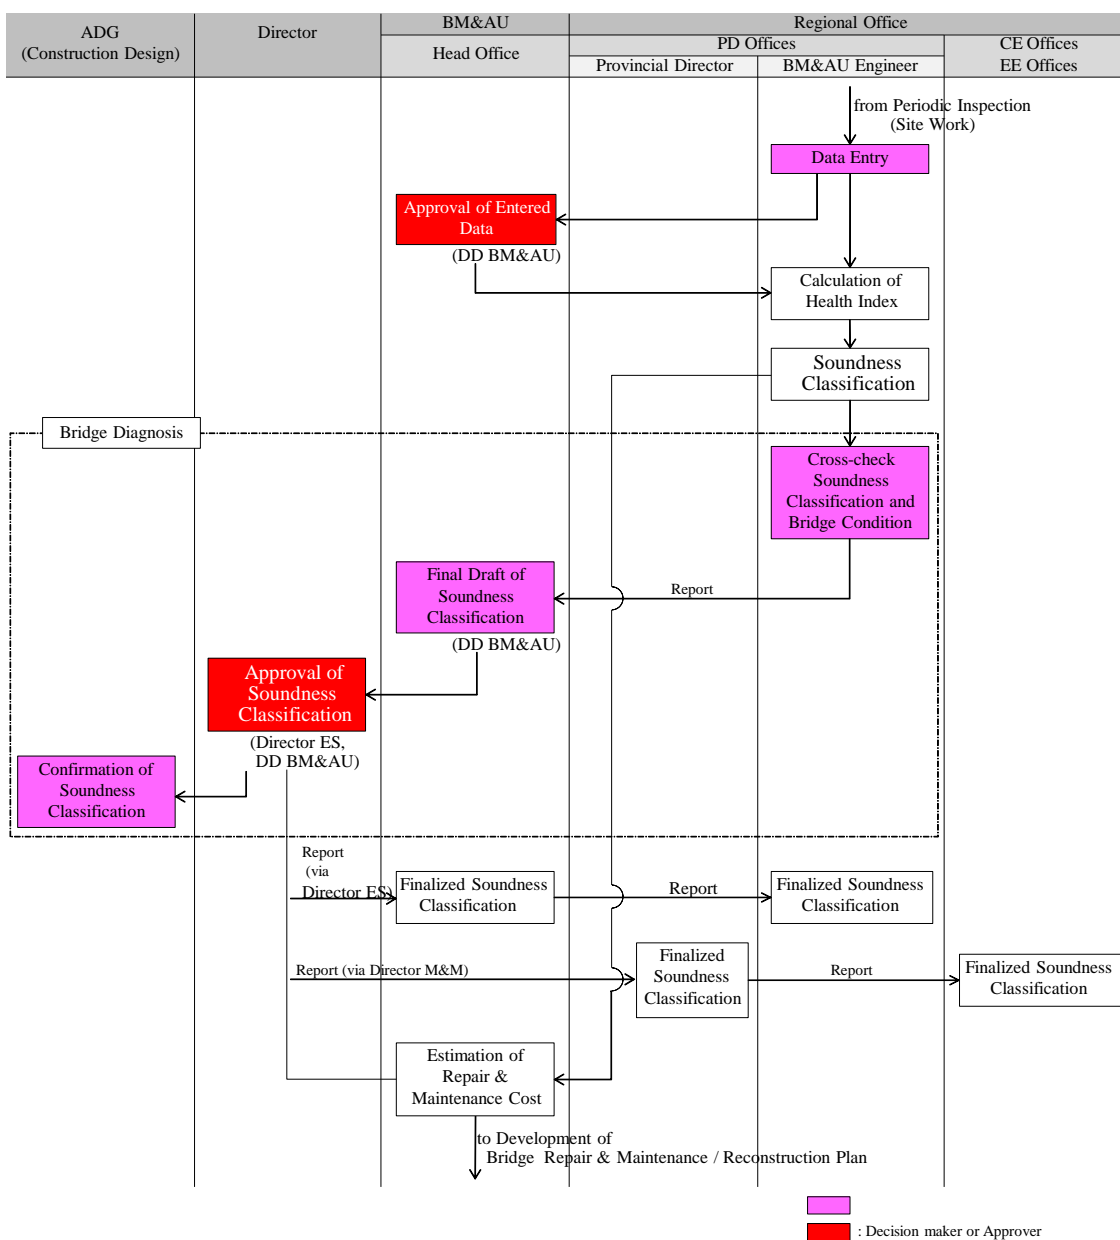 ADG
(Construction Design)
Director
BM&AU
Head Office
Regional Office
PD Offices
Provincial Director
BM&AU Engineer
CE Offices
EE Offices
from Periodic Inspection
(Site Work)
Data Entry
Approval of Entered
Data
(DD BM&AU)
Calculation of
Health Index
Soundness
Classification
Bridge Diagnosis
Cross-check
Soundness
Classification and
Bridge Condition
Final Draft of
Soundness
Classification
Report
(DD BM&AU)
Approval of
Soundness
Classification
(Director ES,
DD BM&AU)
Confirmation of
Soundness
Classification
Report
(via
Director ES)
Finalized Soundness
Classification
Report
Finalized Soundness
Classification
Report (via Director M&M)
Finalized
Soundness
Classification
Report
Finalized Soundness
Classification
Estimation of
Repair &
Maintenance Cost
to Development of
Bridge Repair & Maintenance / Reconstruction Plan
: Decision maker or Approver